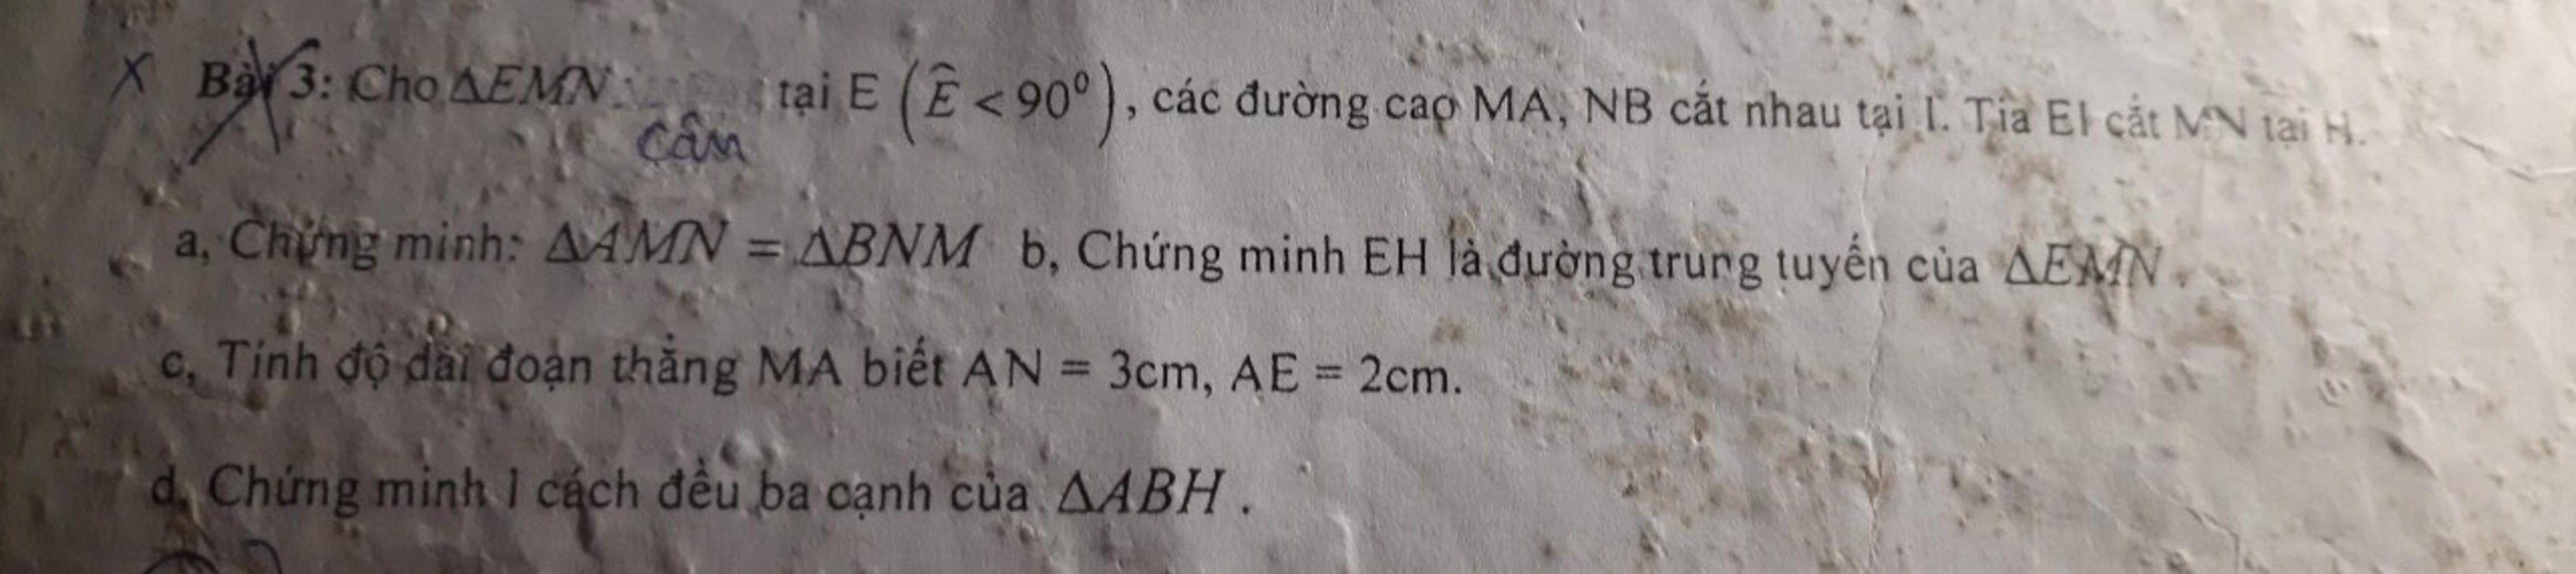 X Bài 3: Cho ΔEMN tại E (Ê < 90⁰), các đường cao MA, NB cắt nhau tại I. Tia EI cắt MN tại H.
cân
a, Chứng minh: ΔAMN = ΔBNM b, Chứng minh EH là đường trung tuyến của ΔEMN.
c, Tính độ dài đoạn thẳng MA biết AN = 3cm, AE = 2cm.
d, Chứng minh I cách đều ba cạnh của ΔABH.